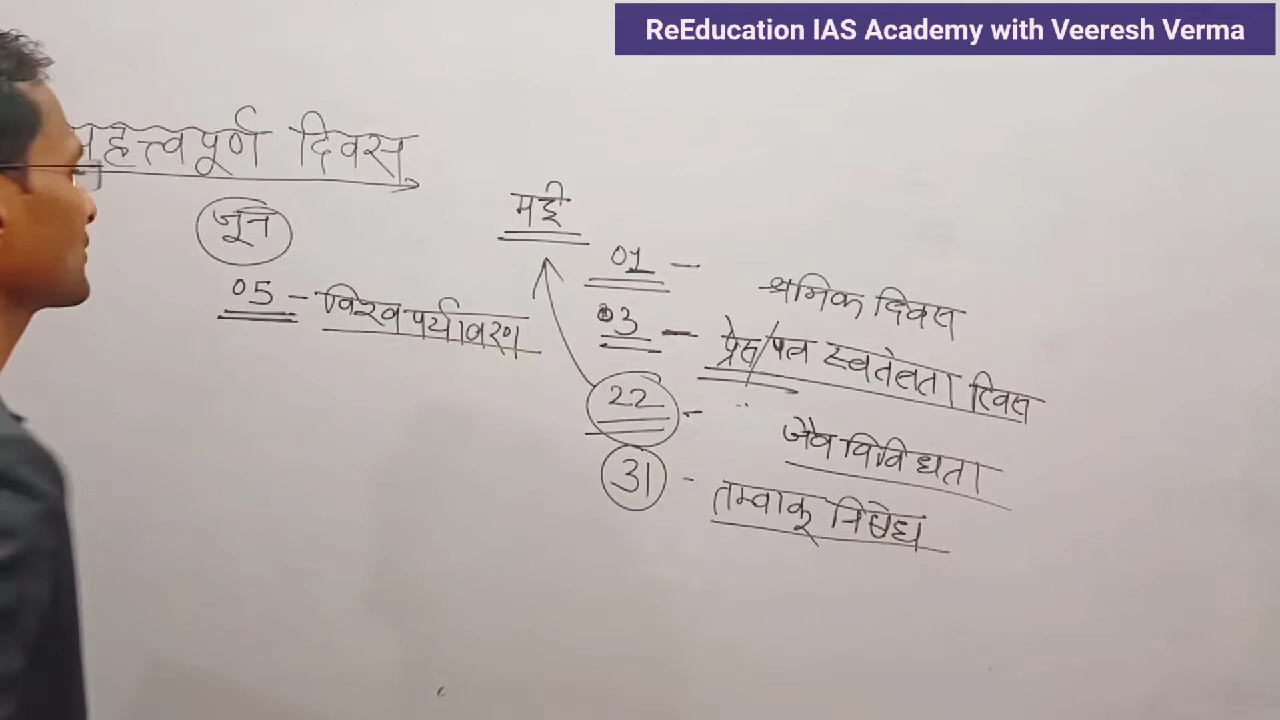 ReEducation IAS Academy with Veeresh Verma
महत्त्वपूर्ण दिवस
जून
05 - विश्व पर्यावरण
मई
01 - श्रमिक दिवस
03 - प्रेस/पत्र स्वतंत्रता दिवस
22 - जैव विविधता
31 - तम्बाकू निषेध